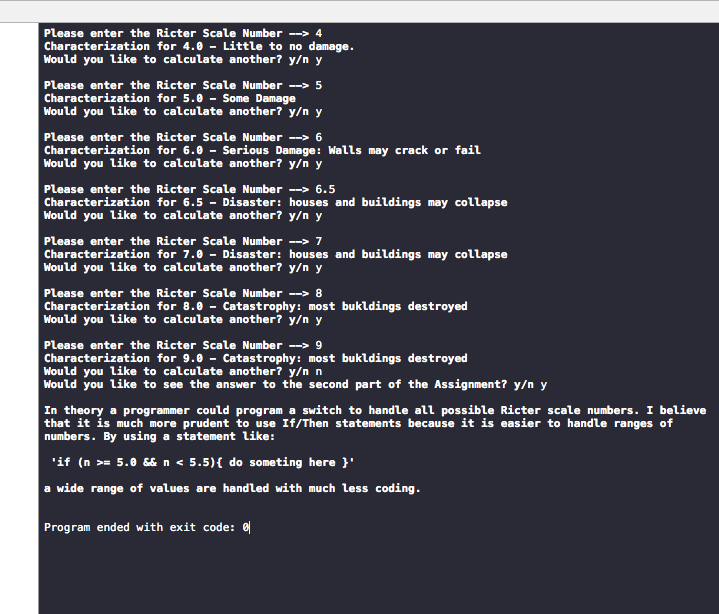 Please enter the Ricter Scale Number --> 4
Characterization for 4.0 - Little to no damage.
Would you like to calculate another? y/n y
Please enter the Ricter Scale Number --> 5
Characterization for 5.0 - Some Damage
Would you like to calculate another? y/n y
Please enter the Ricter Scale Number --> 6
Characterization for 6.0 - Serious Damage: Walls may crack or fail
Would you like to calculate another? y/n y
Please enter the Ricter Scale Number --> 6.5
Characterization for 6.5 - Disaster: houses and buildings may collapse
Would you like to calculate another? y/n y
Please enter the Ricter Scale Number --> 7
Characterization for 7.0 - Disaster: houses and buildings may collapse
Would you like to calculate another? y/n y
Please enter the Ricter Scale Number --> 8
Characterization for 8.0 - Catastrophy: most bukldings destroyed
Would you like to calculate another? y/n y
Please enter the Ricter Scale Number --> 9
Characterization for 9.0 - Catastrophy: most bukldings destroyed
Would you like to calculate another? y/n n
Would you like to see the answer to the second part of the Assignment? y/n y
In theory a programmer could program a switch to handle all possible Ricter scale numbers. I believe
that it is much more prudent to use If/Then statements because it is easier to handle ranges of
numbers. By using a statement like:
'if (n >= 5.0 && n < 5.5){ do someting here }'
a wide range of values are handled with much less coding.
Program ended with exit code: 0